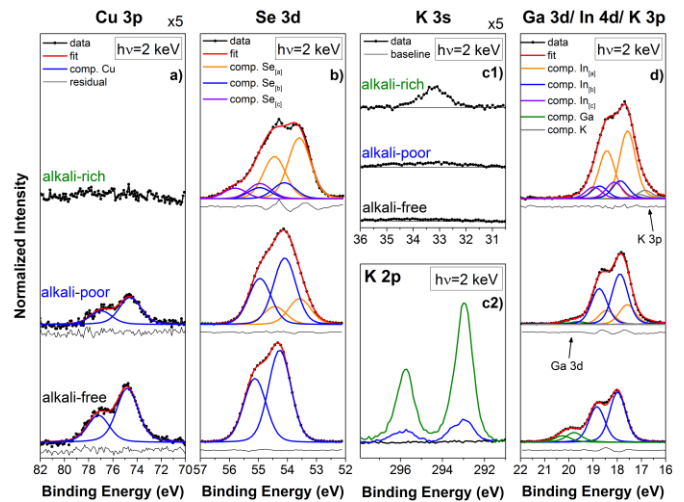 Cu 3p
x5
Se 3d
K 3s
x5
Ga 3d/ In 4d/ K 3p
data
hν=2 keV
fit
comp. Cu
residual
a)
data
hν=2 keV
fit
comp. Se[a]
comp. Se[b]
comp. Se[c]
b)
data
baseline
hν=2 keV
c1)
data
hν=2 keV
fit
comp. In[a]
comp. In[b]
comp. In[c]
comp. Ga
comp. K
d)
alkali-rich
alkali-poor
alkali-free
alkali-rich
alkali-poor
alkali-free
K 3p
Ga 3d
36 35 34 33 32 31
K 2p
hν=2 keV
c2)
Normalized Intensity
82 80 78 76 74 72 70
57 56 55 54 53 52
296 294 292
22 21 20 19 18 17 16
Binding Energy (eV)
Binding Energy (eV)
Binding Energy (eV)
Binding Energy (eV)